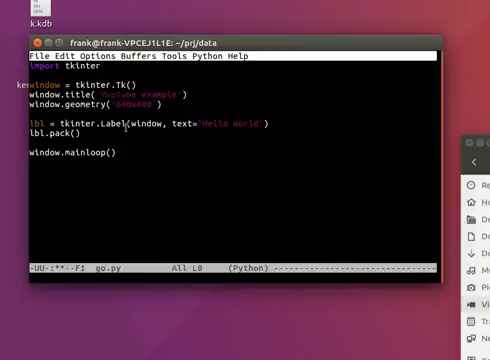 k.kdb
frank@frank-VPCEJ1L1E: ~/prj/data
File Edit Options Buffers Tools Python Help
import tkinter
window = tkinter.Tk()
window.title('YouTube example')
window.geometry('640x400')
lbl = tkinter.Label(window, text="Hello World")
lbl.pack()
window.mainloop()
-UU-:**--F1 go.py All L8 (Python)